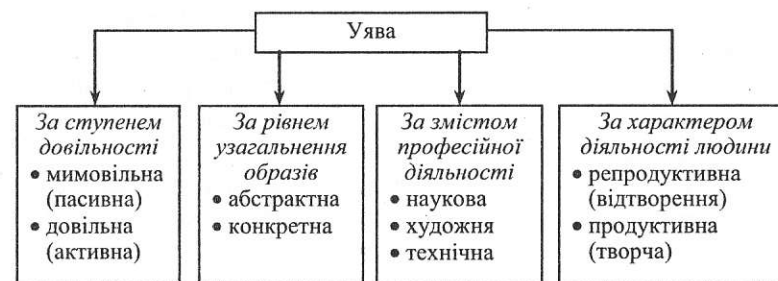 Уява
За ступенем
довільності
• мимовільна
(пасивна)
• довільна
(активна)
За рівнем
узагальнення
образів
• абстрактна
• конкретна
За змістом
професійної
діяльності
• наукова
• художня
• технічна
За характером
діяльності людини
• репродуктивна
(відтворення)
• продуктивна
(творча)